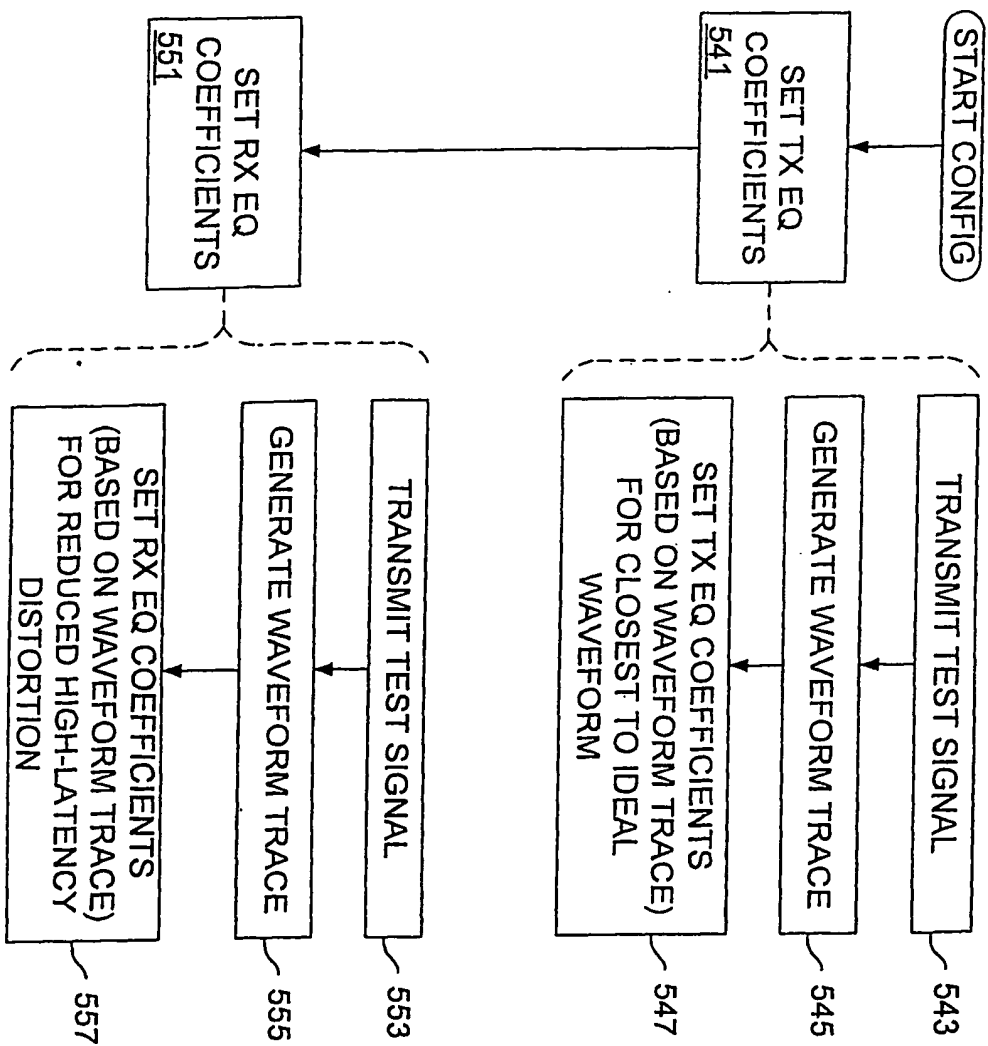 START CONFIG
SET TX EQ
COEFFICIENTS
541
TRANSMIT TEST SIGNAL
543
GENERATE WAVEFORM TRACE
545
SET TX EQ COEFFICIENTS
(BASED ON WAVEFORM TRACE)
FOR CLOSEST TO IDEAL
WAVEFORM
547
SET RX EQ
COEFFICIENTS
551
TRANSMIT TEST SIGNAL
553
GENERATE WAVEFORM TRACE
555
SET RX EQ COEFFICIENTS
(BASED ON WAVEFORM TRACE)
FOR REDUCED HIGH-LATENCY
DISTORTION
557